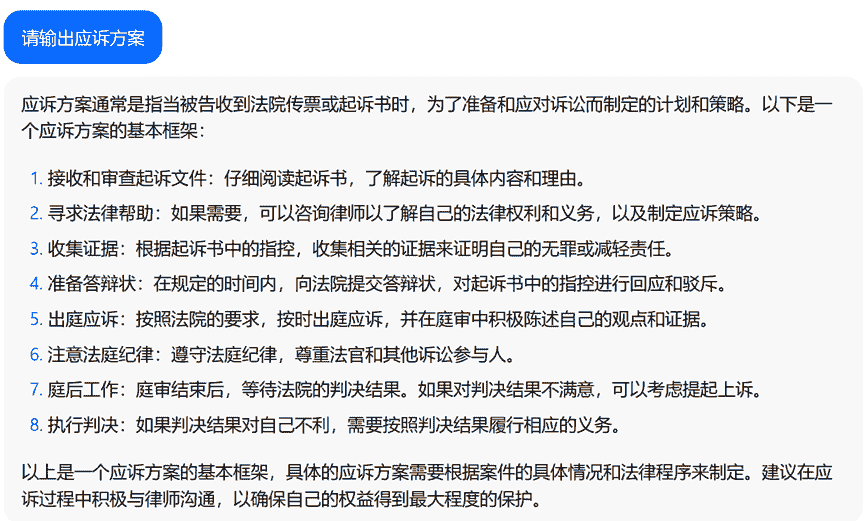 请输出应诉方案
应诉方案通常是指当被告收到法院传票或起诉书时，为了准备和应对诉讼而制定的计划和策略。以下是一
个应诉方案的基本框架：
1. 接收和审查起诉文件：仔细阅读起诉书，了解起诉的具体内容和理由。
2. 寻求法律帮助：如果需要，可以咨询律师以了解自己的法律权利和义务，以及制定应诉策略。
3. 收集证据：根据起诉书中的指控，收集相关的证据来证明自己的无罪或减轻责任。
4. 准备答辩状：在规定的时间内，向法院提交答辩状，对起诉书中的指控进行回应和驳斥。
5. 出庭应诉：按照法院的要求，按时出庭应诉，并在庭审中积极陈述自己的观点和证据。
6. 注意法庭纪律：遵守法庭纪律，尊重法官和其他诉讼参与人。
7. 庭后工作：庭审结束后，等待法院的判决结果。如果对判决结果不满意，可以考虑提起上诉。
8. 执行判决：如果判决结果对自己不利，需要按照判决结果履行相应的义务。
以上是一个应诉方案的基本框架，具体的应诉方案需要根据案件的具体情况和法律程序来制定。建议在应
诉过程中积极与律师沟通，以确保自己的权益得到最大程度的保护。